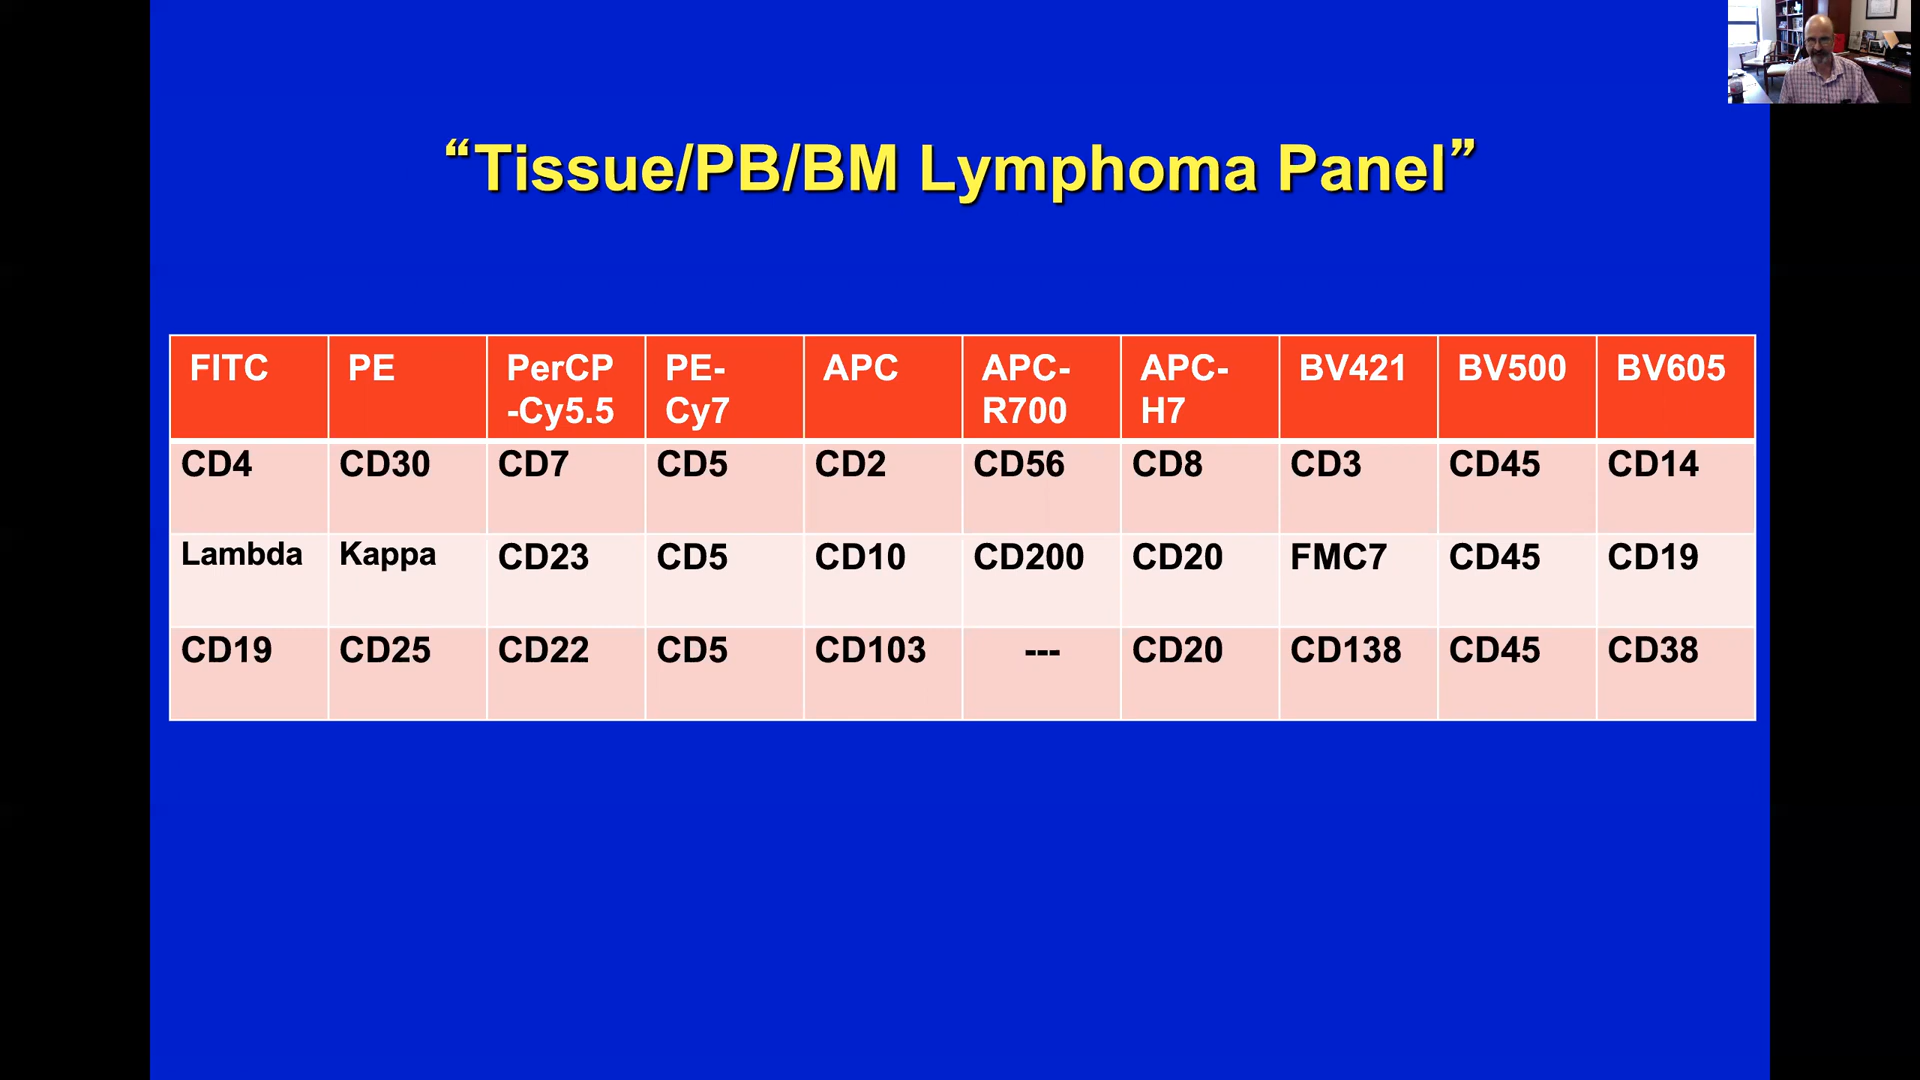 “Tissue/PB/BM Lymphoma Panel”
FITC PE PerCP-Cy5.5 PE-Cy7 APC APC-R700 APC-H7 BV421 BV500 BV605
CD4 CD30 CD7 CD5 CD2 CD56 CD8 CD3 CD45 CD14
Lambda Kappa CD23 CD5 CD10 CD200 CD20 FMC7 CD45 CD19
CD19 CD25 CD22 CD5 CD103 --- CD20 CD138 CD45 CD38